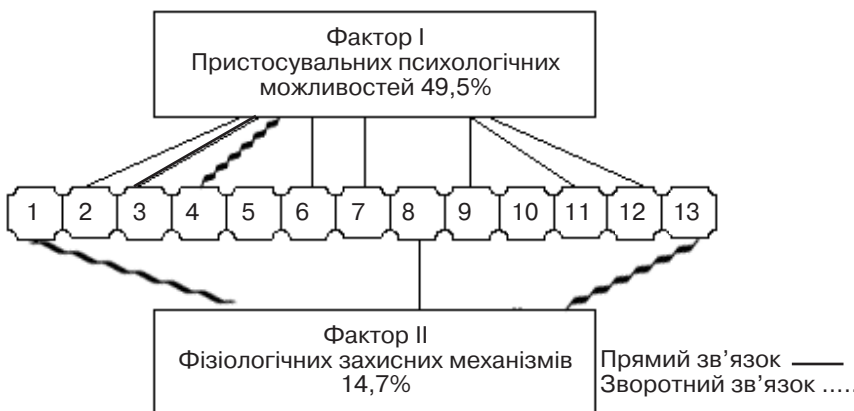 Фактор I
Пристосувальних психологічних
можливостей 49,5%
1 2 3 4 5 6 7 8 9 10 11 12 13
Фактор II
Фізіологічних захисних механізмів
14,7%
Прямий зв’язок
Зворотний зв’язок .....